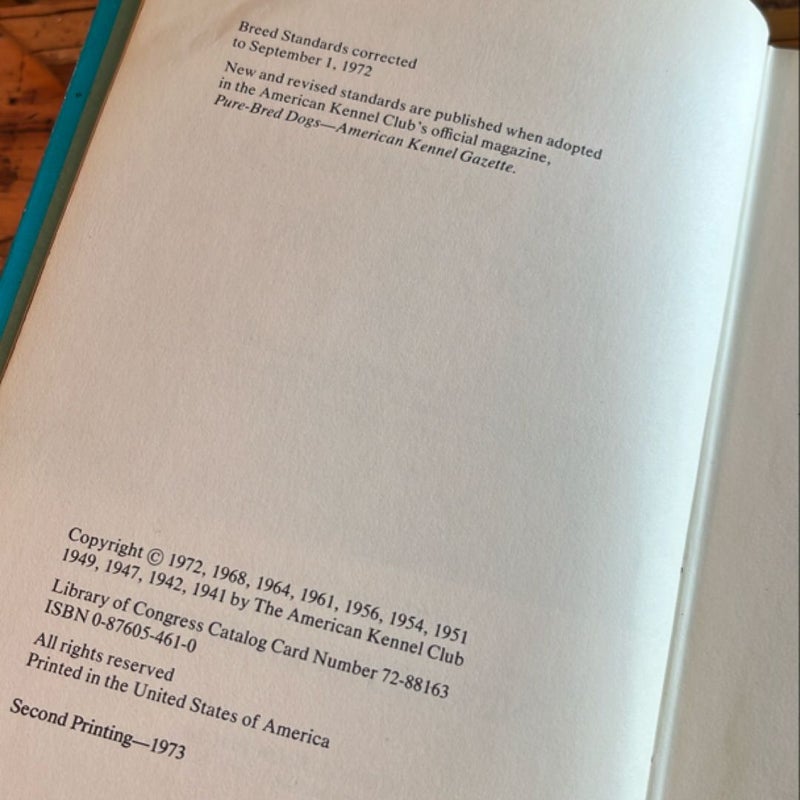 Breed Standards corrected
to September 1, 1972
New and revised standards are published when adopted
in the American Kennel Club's official magazine,
Pure-Bred Dogs—American Kennel Gazette.
Copyright © 1972, 1968, 1964, 1961, 1956, 1954, 1951
1949, 1947, 1942, 1941 by The American Kennel Club
Library of Congress Catalog Card Number 72-88163
ISBN 0-87605-461-0
All rights reserved
Printed in the United States of America
Second Printing—1973